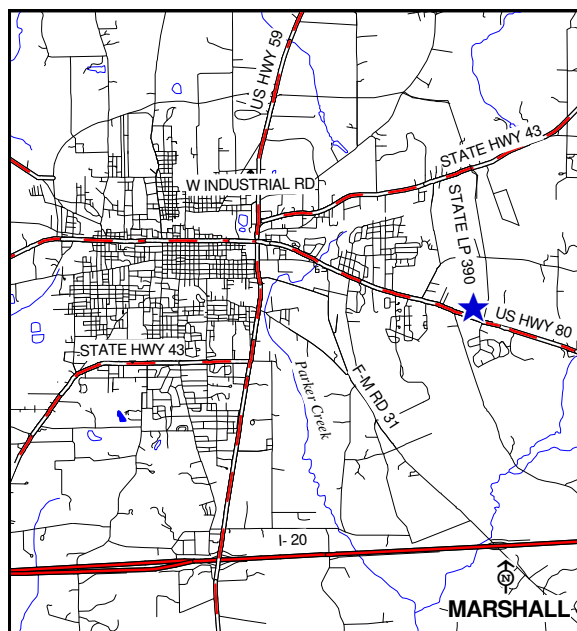 US HWY 59
STATE HWY 43
W INDUSTRIAL RD
STATE LP 390
US HWY 80
STATE HWY 43
Parker Creek
F-M RD 31
I- 20
N
MARSHALL